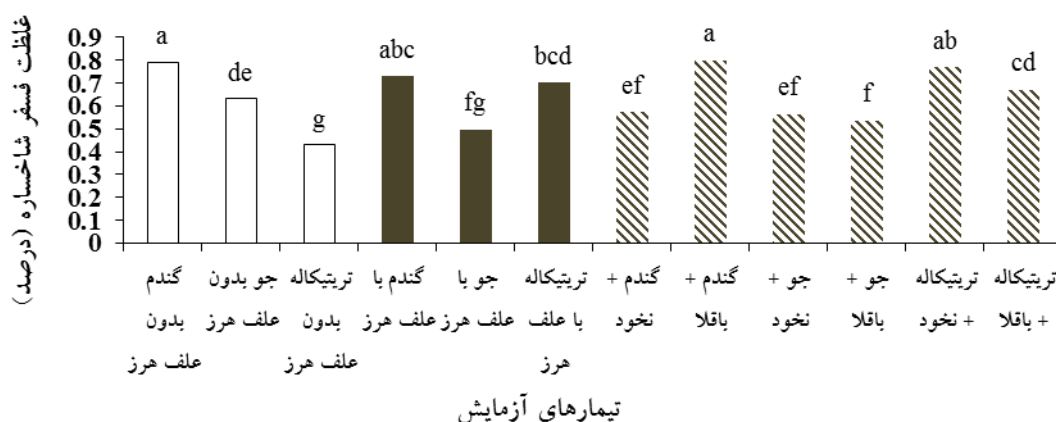 غلظت فسفر شاخساره (درصد)
0.9
0.8
0.7
0.6
0.5
0.4
0.3
0.2
0.1
0
a
de
g
abc
fg
bcd
ef
a
ef
f
ab
cd
گندم
بدون
علف هرز
جو بدون
علف هرز
تریتیکاله
بدون
علف هرز
گندم با
علف هرز
جو با
علف هرز
تریتیکاله
با علف
هرز
گندم +
نخود
گندم +
باقلا
جو +
نخود
جو +
باقلا
تریتیکاله
+ نخود
تریتیکاله
+ باقلا
تیمارهای آزمایش